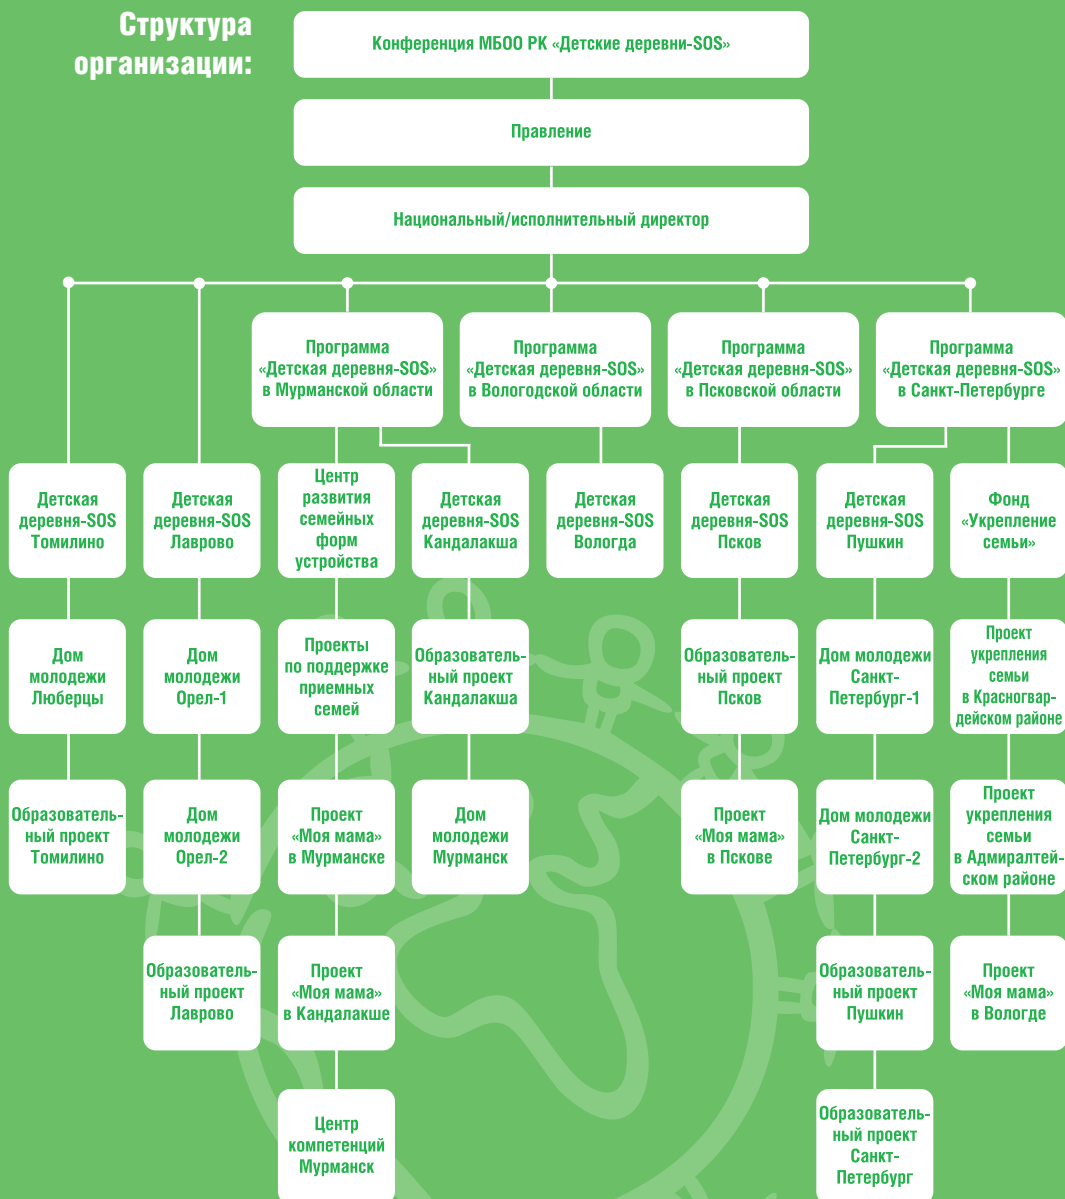 Структура
организации:
Конференция МБОО РК «Детские деревни-SOS»
Правление
Национальный/исполнительный директор
Программа
«Детская деревня-SOS»
в Мурманской области
Программа
«Детская деревня-SOS»
в Вологодской области
Программа
«Детская деревня-SOS»
в Псковской области
Программа
«Детская деревня-SOS»
в Санкт-Петербурге
Детская
деревня-SOS
Томилино
Детская
деревня-SOS
Лаврово
Центр
развития
семейных
форм
устройства
Детская
деревня-SOS
Кандалакша
Детская
деревня-SOS
Вологда
Детская
деревня-SOS
Псков
Детская
деревня-SOS
Пушкин
Фонд
«Укрепление
семьи»
Дом
молодежи
Люберцы
Дом
молодежи
Орел-1
Проекты
по поддержке
приемных
семей
Образователь-
ный проект
Кандалакша
Образователь-
ный проект
Псков
Дом молодежи
Санкт-
Петербург-1
Проект
укрепления
семьи
в Красногвар-
дейском районе
Образователь-
ный проект
Томилино
Дом
молодежи
Орел-2
Проект
«Моя мама»
в Мурманске
Дом
молодежи
Мурманск
Проект
«Моя мама»
в Пскове
Дом молодежи
Санкт-
Петербург-2
Проект
укрепления
семьи
в Адмиралтей-
ском районе
Образователь-
ный проект
Лаврово
Проект
«Моя мама»
в Кандалакше
Образователь-
ный проект
Пушкин
Проект
«Моя мама»
в Вологде
Центр
компетенций
Мурманск
Образователь-
ный проект
Санкт-
Петербург